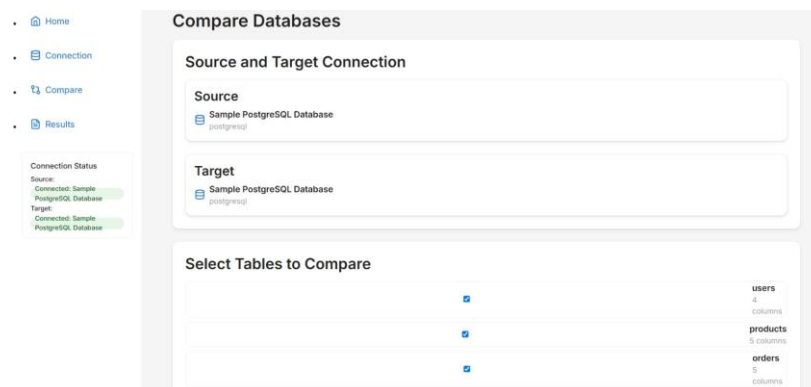 Home
Connection
Compare
Results
Connection Status
Source:
Connected: Sample
PostgreSQL Database
Target:
Connected: Sample
PostgreSQL Database
Compare Databases
Source and Target Connection
Source
Sample PostgreSQL Database
postgresql
Target
Sample PostgreSQL Database
postgresql
Select Tables to Compare
users
4
columns
products
5 columns
orders
5
columns